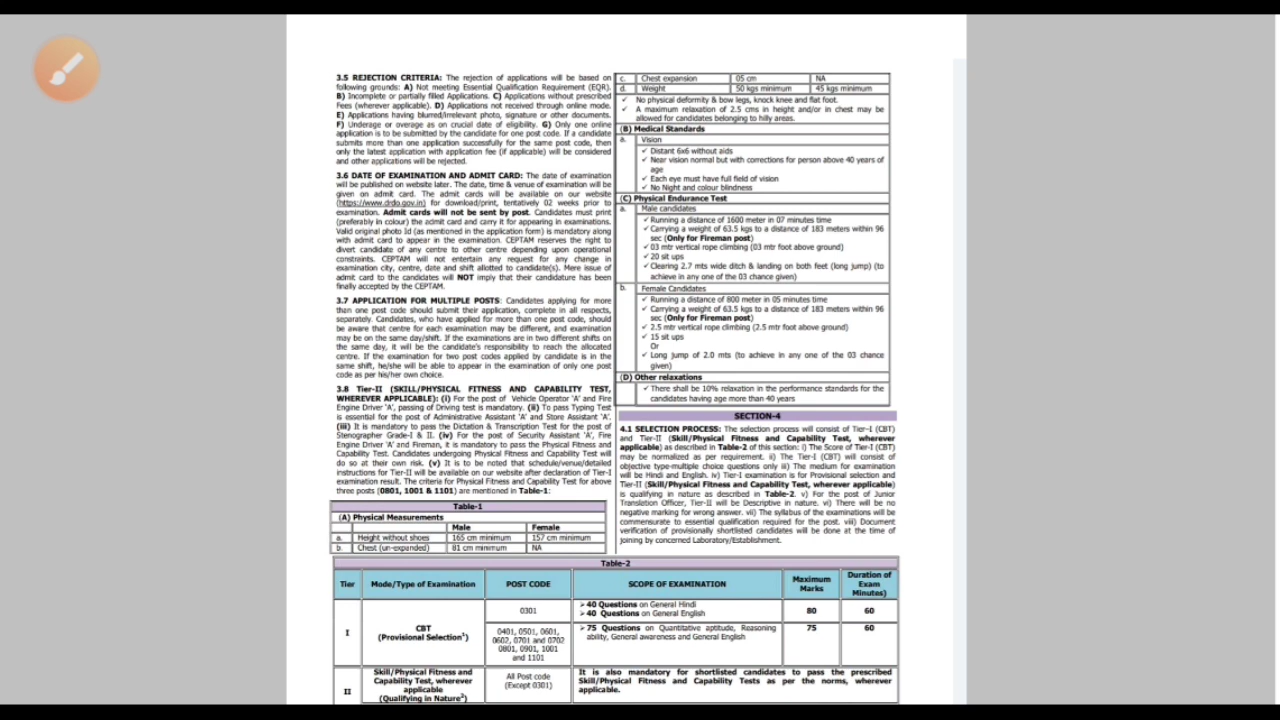 3.5 REJECTION CRITERIA: The rejection of applications will be based on
following grounds: A) Not meeting Essential Qualification Requirement (EQR).
B) Incomplete or partially filled Applications. C) Applications without prescribed
Fees (wherever applicable). D) Applications not received through online mode.
E) Applications having blurred/irrelevant photo, signature or other documents.
F) Underage or overage as on crucial date of eligibility. G) Only one online
application is to be submitted by the candidate for one post code. If a candidate
submits more than one application successfully for the same post code, then
only the latest application with application fee (if applicable) will be considered
and other applications will be rejected.
3.6 DATE OF EXAMINATION AND ADMIT CARD: The date of examination
will be published on website later. The date, time & venue of examination will be
given on admit card. The admit cards will be available on our website
(https://www.drdo.gov.in) for download/print, tentatively 02 weeks prior to
examination. Admit cards will not be sent by post. Candidates must print
(preferably in colour) the admit card and carry it for appearing in examinations.
Valid original photo Id (as mentioned in the application form) is mandatory along
with admit card to appear in the examination. CEPTAM reserves the right to
divert candidate of any centre to other centre depending upon operational
constraints. CEPTAM will not entertain any request for any change in
examination city, centre, date and shift allotted to candidate(s). Mere issue of
admit card to the candidates will NOT imply that their candidature has been
finally accepted by the CEPTAM.
3.7 APPLICATION FOR MULTIPLE POSTS: Candidates applying for more
than one post code should submit their application, complete in all respects,
separately. Candidates, who have applied for more than one post code, should
be aware that centre for each examination may be different, and examination
may be on the same day/shift. If the examinations are in two different shifts on
the same day, it will be the candidate's responsibility to reach the allocated
centre. If the examination for two post codes applied by candidate is in the
same shift, he/she will be able to appear in the examination of only one post
code as per his/her own choice.
3.8 Tier-II (SKILL/PHYSICAL FITNESS AND CAPABILITY TEST,
WHEREVER APPLICABLE): (i) For the post of Vehicle Operator 'A' and Fire
Engine Driver 'A', passing of Driving test is mandatory. (ii) To pass Typing Test
is essential for the post of Administrative Assistant 'A' and Store Assistant 'A'.
(iii) It is mandatory to pass the Dictation & Transcription Test for the post of
Stenographer Grade-I & II. (iv) For the post of Security Assistant 'A', Fire
Engine Driver 'A' and Fireman, it is mandatory to pass the Physical Fitness and
Capability Test. Candidates undergoing Physical Fitness and Capability Test will
do so at their own risk. (v) It is to be noted that schedule/venue/detailed
instructions for Tier-II will be available on our website after declaration of Tier-I
examination result. The criteria for Physical Fitness and Capability Test for above
three posts (0801, 1001 & 1101) are mentioned in Table-1:
Table-1
(A) Physical Measurements
Male Female
a. Height without shoes 165 cm minimum 157 cm minimum
b. Chest (un-expanded) 81 cm minimum NA
c. Chest expansion 05 cm NA
d. Weight 50 kgs minimum 45 kgs minimum
✓ No physical deformity & bow legs, knock knee and flat foot.
✓ A maximum relaxation of 2.5 cms in height and/or in chest may be
allowed for candidates belonging to hilly areas.
(B) Medical Standards
a. Vision
✓ Distant 6x6 without aids
✓ Near vision normal but with corrections for person above 40 years of
age
✓ Each eye must have full field of vision
✓ No Night and colour blindness
(C) Physical Endurance Test
a. Male candidates
✓ Running a distance of 1600 meter in 07 minutes time
✓ Carrying a weight of 63.5 kgs to a distance of 183 meters within 96
sec (Only for Fireman post)
✓ 03 mtr vertical rope climbing (03 mtr foot above ground)
✓ 20 sit ups
✓ Clearing 2.7 mts wide ditch & landing on both feet (long jump) (to
achieve in any one of the 03 chance given)
b. Female Candidates
✓ Running a distance of 800 meter in 05 minutes time
✓ Carrying a weight of 63.5 kgs to a distance of 183 meters within 96
sec (Only for Fireman post)
✓ 2.5 mtr vertical rope climbing (2.5 mtr foot above ground)
✓ 15 sit ups
Or
✓ Long jump of 2.0 mts (to achieve in any one of the 03 chance
given)
(D) Other relaxations
✓ There shall be 10% relaxation in the performance standards for the
candidates having age more than 40 years
SECTION-4
4.1 SELECTION PROCESS: The selection process will consist of Tier-I (CBT)
and Tier-II (Skill/Physical Fitness and Capability Test, wherever
applicable) as described in Table-2 of this section: i) The Score of Tier-I (CBT)
may be normalized as per requirement. ii) The Tier-I (CBT) will consist of
objective type-multiple choice questions only iii) The medium for examination
will be Hindi and English. iv) Tier-I examination is for Provisional selection and
Tier-II (Skill/Physical Fitness and Capability Test, wherever applicable)
is qualifying in nature as described in Table-2. v) For the post of Junior
Translation Officer, Tier-II will be Descriptive in nature. vi) There will be no
negative marking for wrong answer. vii) The syllabus of the examinations will be
commensurate to essential qualification required for the post. viii) Document
verification of provisionally shortlisted candidates will be done at the time of
joining by concerned Laboratory/Establishment.
Table-2
Tier Mode/Type of Examination POST CODE SCOPE OF EXAMINATION Maximum Marks Duration of Exam Minutes)
I CBT (Provisional Selection¹)
0301
➢ 40 Questions on General Hindi
➢ 40 Questions on General English
80 60
0401, 0501, 0601,
0602, 0701 and 0702
0801, 0901, 1001
and 1101
➢ 75 Questions on Quantitative aptitude, Reasoning
ability, General awareness and General English
75 60
II
Skill/Physical Fitness and
Capability Test, wherever
applicable
(Qualifying in Nature²)
All Post code
(Except 0301)
It is also mandatory for shortlisted candidates to pass the prescribed
Skill/Physical Fitness and Capability Tests as per the norms, wherever
applicable.